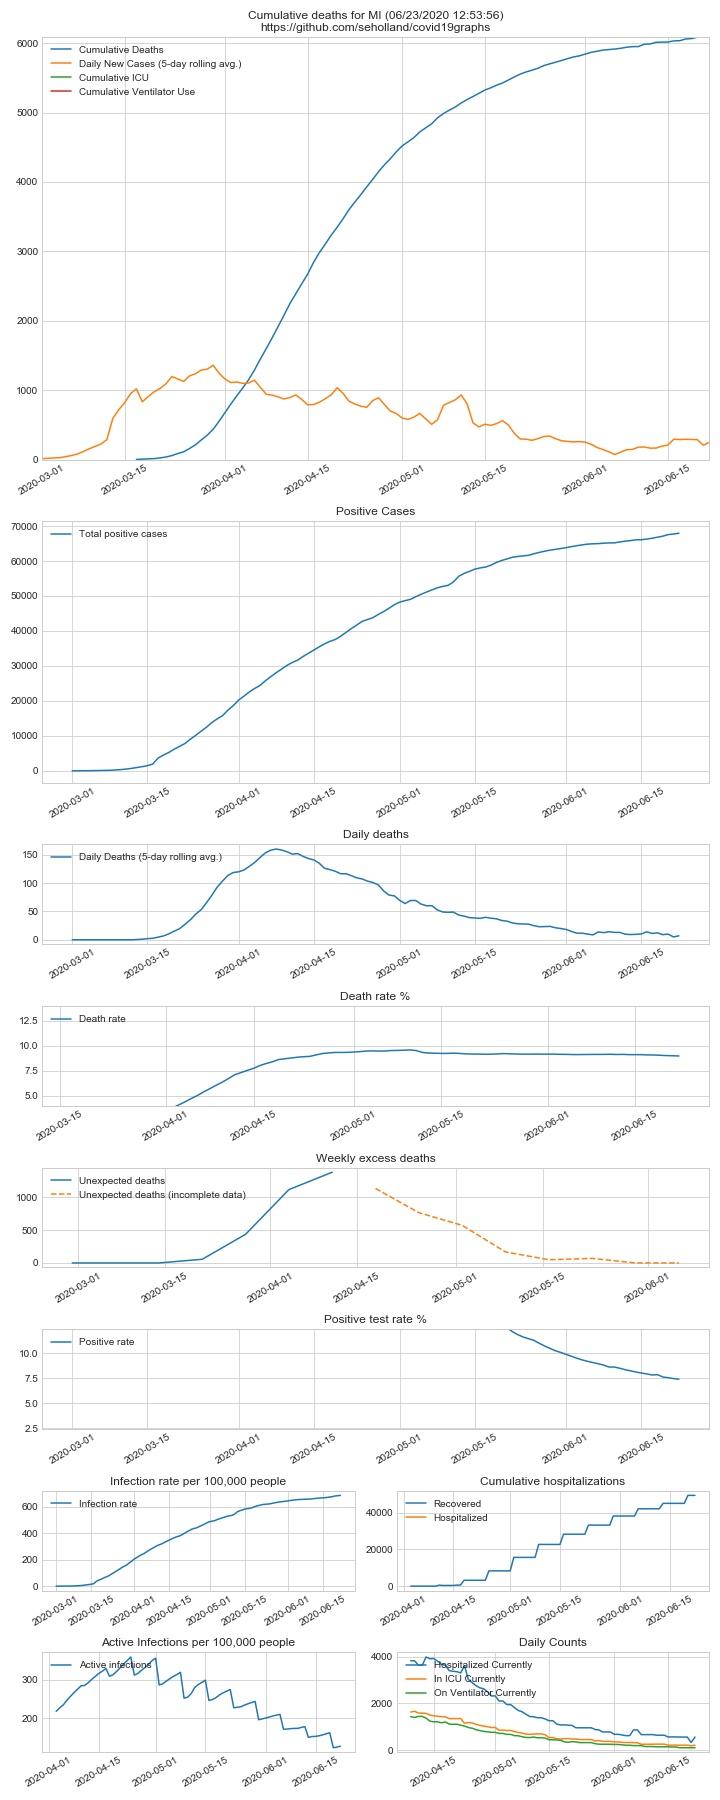 Cumulative deaths for MI (06/23/2020 12:53:56)
https://github.com/seholland/covid19graphs
6000
5000
4000
3000
2000
1000
0
Cumulative Deaths
Daily New Cases (5-day rolling avg.)
Cumulative ICU
Cumulative Ventilator Use
2020-03-01 2020-03-15 2020-04-01 2020-04-15 2020-05-01 2020-05-15 2020-06-01 2020-06-15
Positive Cases
70000
60000
50000
40000
30000
20000
10000
0
Total positive cases
2020-03-01 2020-03-15 2020-04-01 2020-04-15 2020-05-01 2020-05-15 2020-06-01 2020-06-15
Daily deaths
150
100
50
0
Daily Deaths (5-day rolling avg.)
2020-03-01 2020-03-15 2020-04-01 2020-04-15 2020-05-01 2020-05-15 2020-06-01 2020-06-15
Death rate %
12.5
10.0
7.5
5.0
Death rate
2020-03-15 2020-04-01 2020-04-15 2020-05-01 2020-05-15 2020-06-01 2020-06-15
Weekly excess deaths
1000
500
0
Unexpected deaths
Unexpected deaths (incomplete data)
2020-03-01 2020-03-15 2020-04-01 2020-04-15 2020-05-01 2020-05-15 2020-06-01
Positive test rate %
10.0
7.5
5.0
2.5
Positive rate
2020-03-01 2020-03-15 2020-04-01 2020-04-15 2020-05-01 2020-05-15 2020-06-01 2020-06-15
Infection rate per 100,000 people
600
400
200
0
Infection rate
2020-03-01 2020-03-15 2020-04-01 2020-04-15 2020-05-01 2020-05-15 2020-06-01 2020-06-15
Cumulative hospitalizations
40000
20000
0
Recovered
Hospitalized
2020-04-01 2020-04-15 2020-05-01 2020-05-15 2020-06-01 2020-06-15
Active Infections per 100,000 people
300
200
Active infections
2020-04-01 2020-04-15 2020-05-01 2020-05-15 2020-06-01 2020-06-15
Daily Counts
4000
2000
0
Hospitalized Currently
In ICU Currently
On Ventilator Currently
2020-04-15 2020-05-01 2020-05-15 2020-06-01 2020-06-15